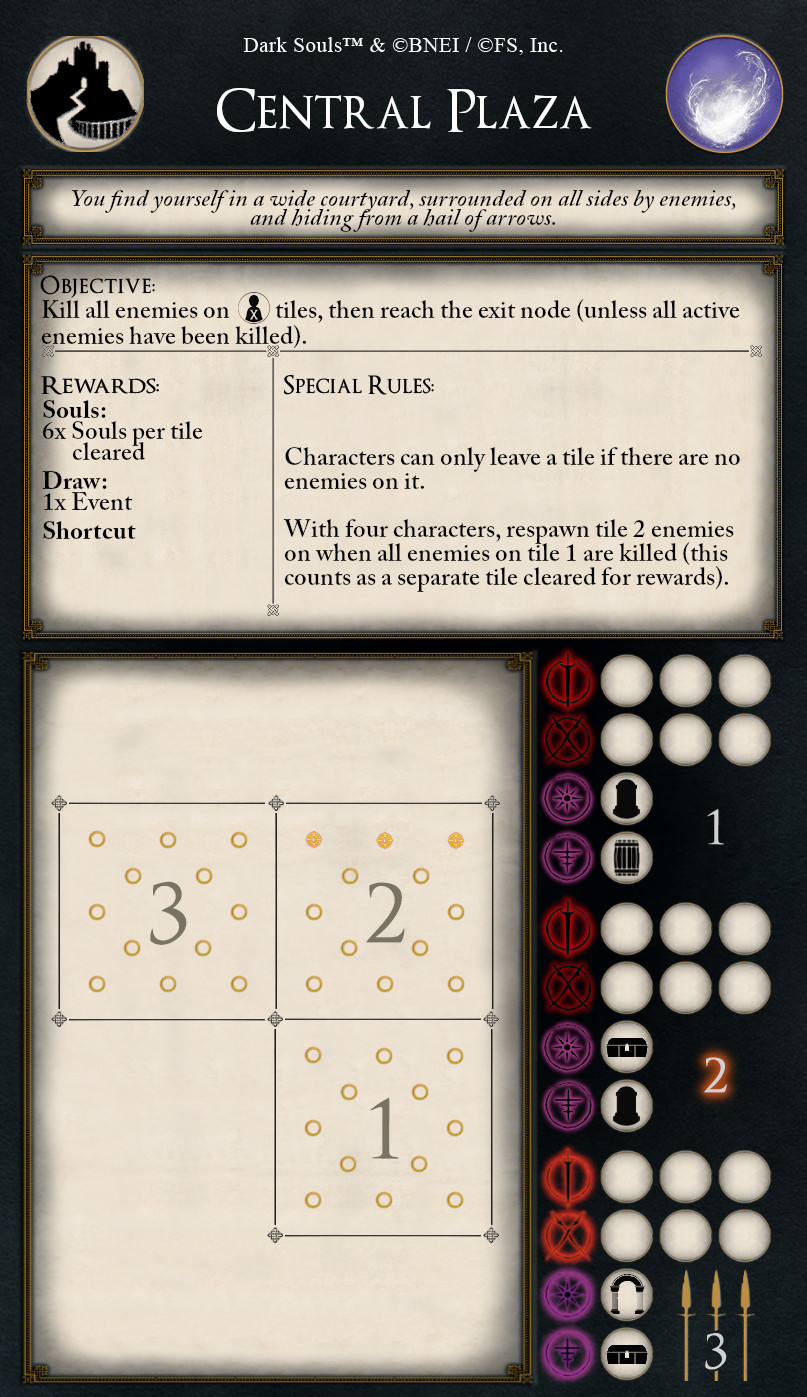 Dark Souls™ & ©BNEI / ©FS, Inc.
Central Plaza
You find yourself in a wide courtyard, surrounded on all sides by enemies,
and hiding from a hail of arrows.
Objective:
Kill all enemies on X tiles, then reach the exit node (unless all active
enemies have been killed).
Rewards:
Souls:
6x Souls per tile
cleared
Draw:
1x Event
Shortcut
Special Rules:
Characters can only leave a tile if there are no
enemies on it.
With four characters, respawn tile 2 enemies
on when all enemies on tile 1 are killed (this
counts as a separate tile cleared for rewards).
3
2
1
1
2
3